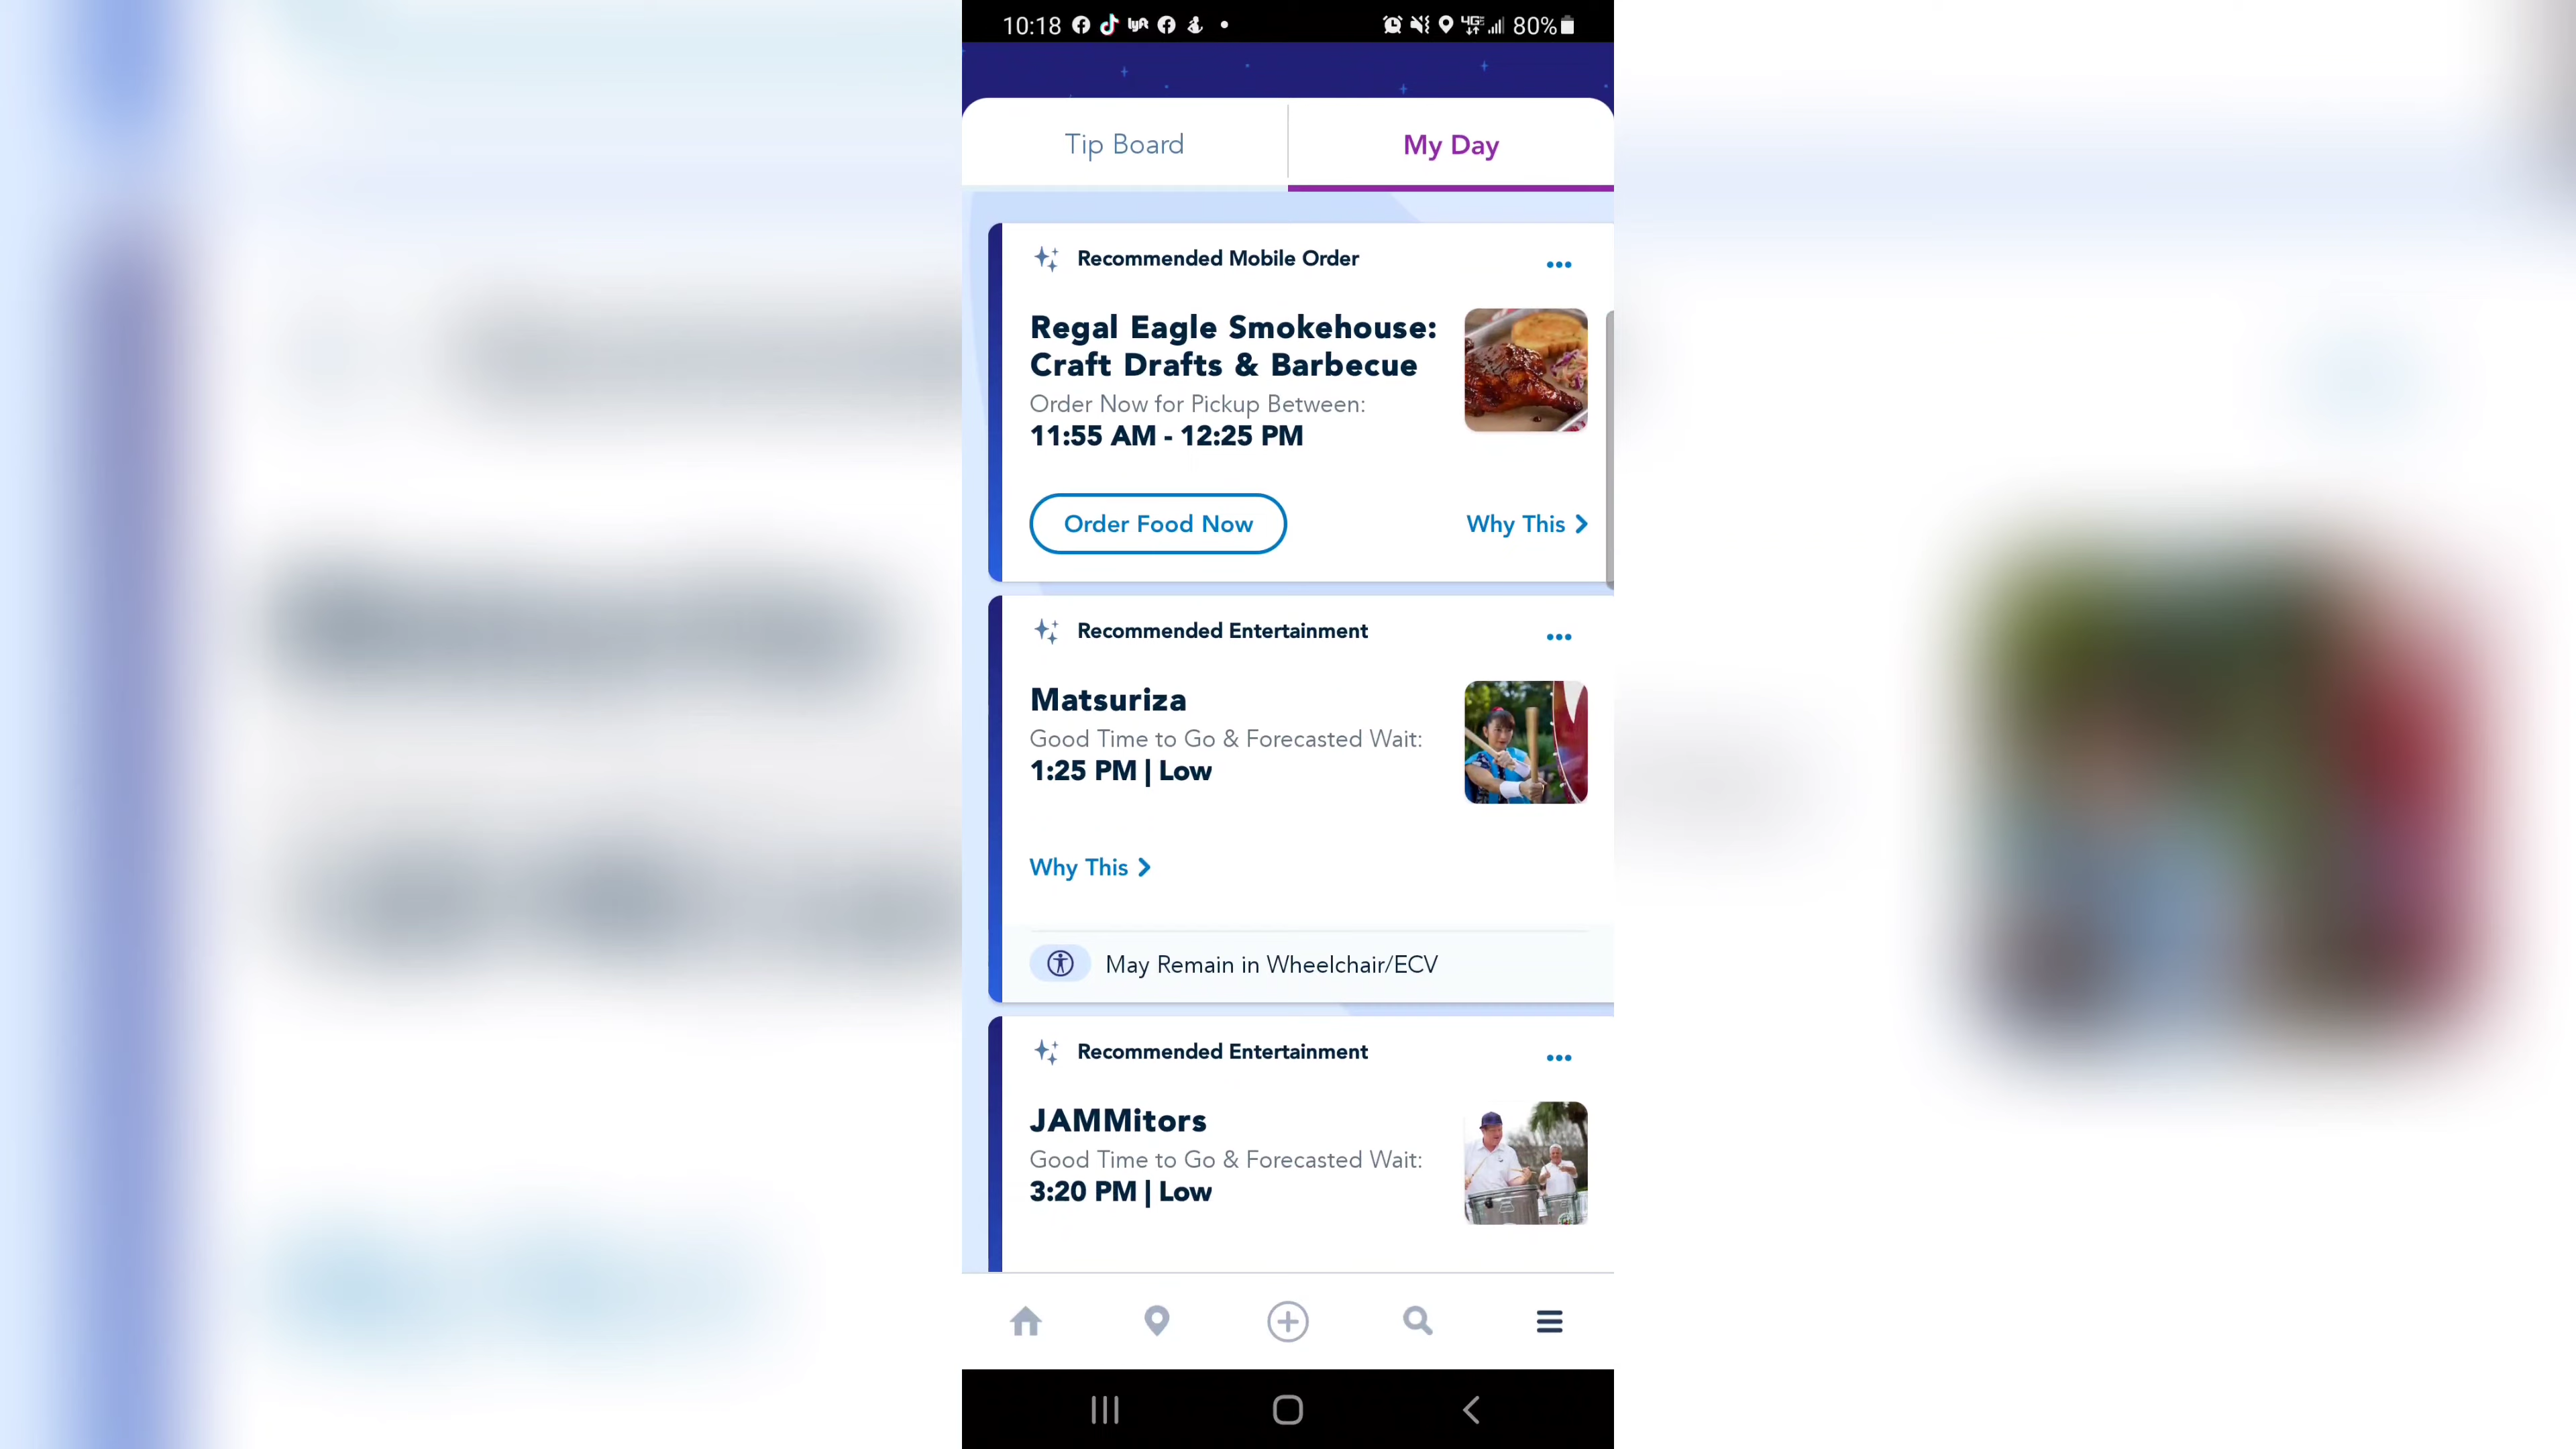 10:18 lyft 4GE 80%
Tip Board
My Day
Recommended Mobile Order
Regal Eagle Smokehouse:
Craft Drafts & Barbecue
Order Now for Pickup Between:
11:55 AM - 12:25 PM
Order Food Now
Why This
Recommended Entertainment
Matsuriza
Good Time to Go & Forecasted Wait:
1:25 PM | Low
Why This
May Remain in Wheelchair/ECV
Recommended Entertainment
JAMMitors
Good Time to Go & Forecasted Wait:
3:20 PM | Low